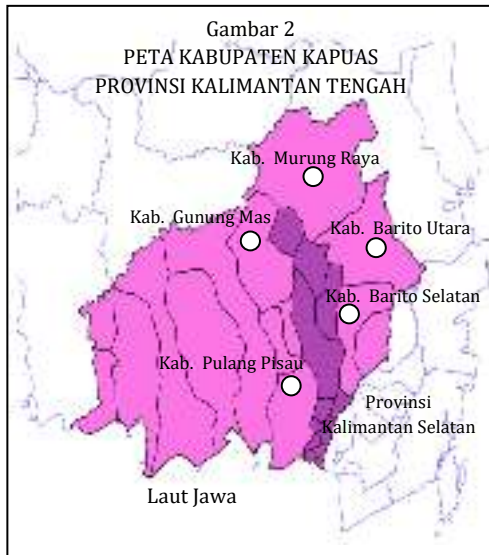 Gambar 2
PETA KABUPATEN KAPUAS
PROVINSI KALIMANTAN TENGAH
Kab. Murung Raya
Kab. Gunung Mas
Kab. Barito Utara
Kab. Barito Selatan
Kab. Pulang Pisau
Provinsi
Kalimantan Selatan
Laut Jawa